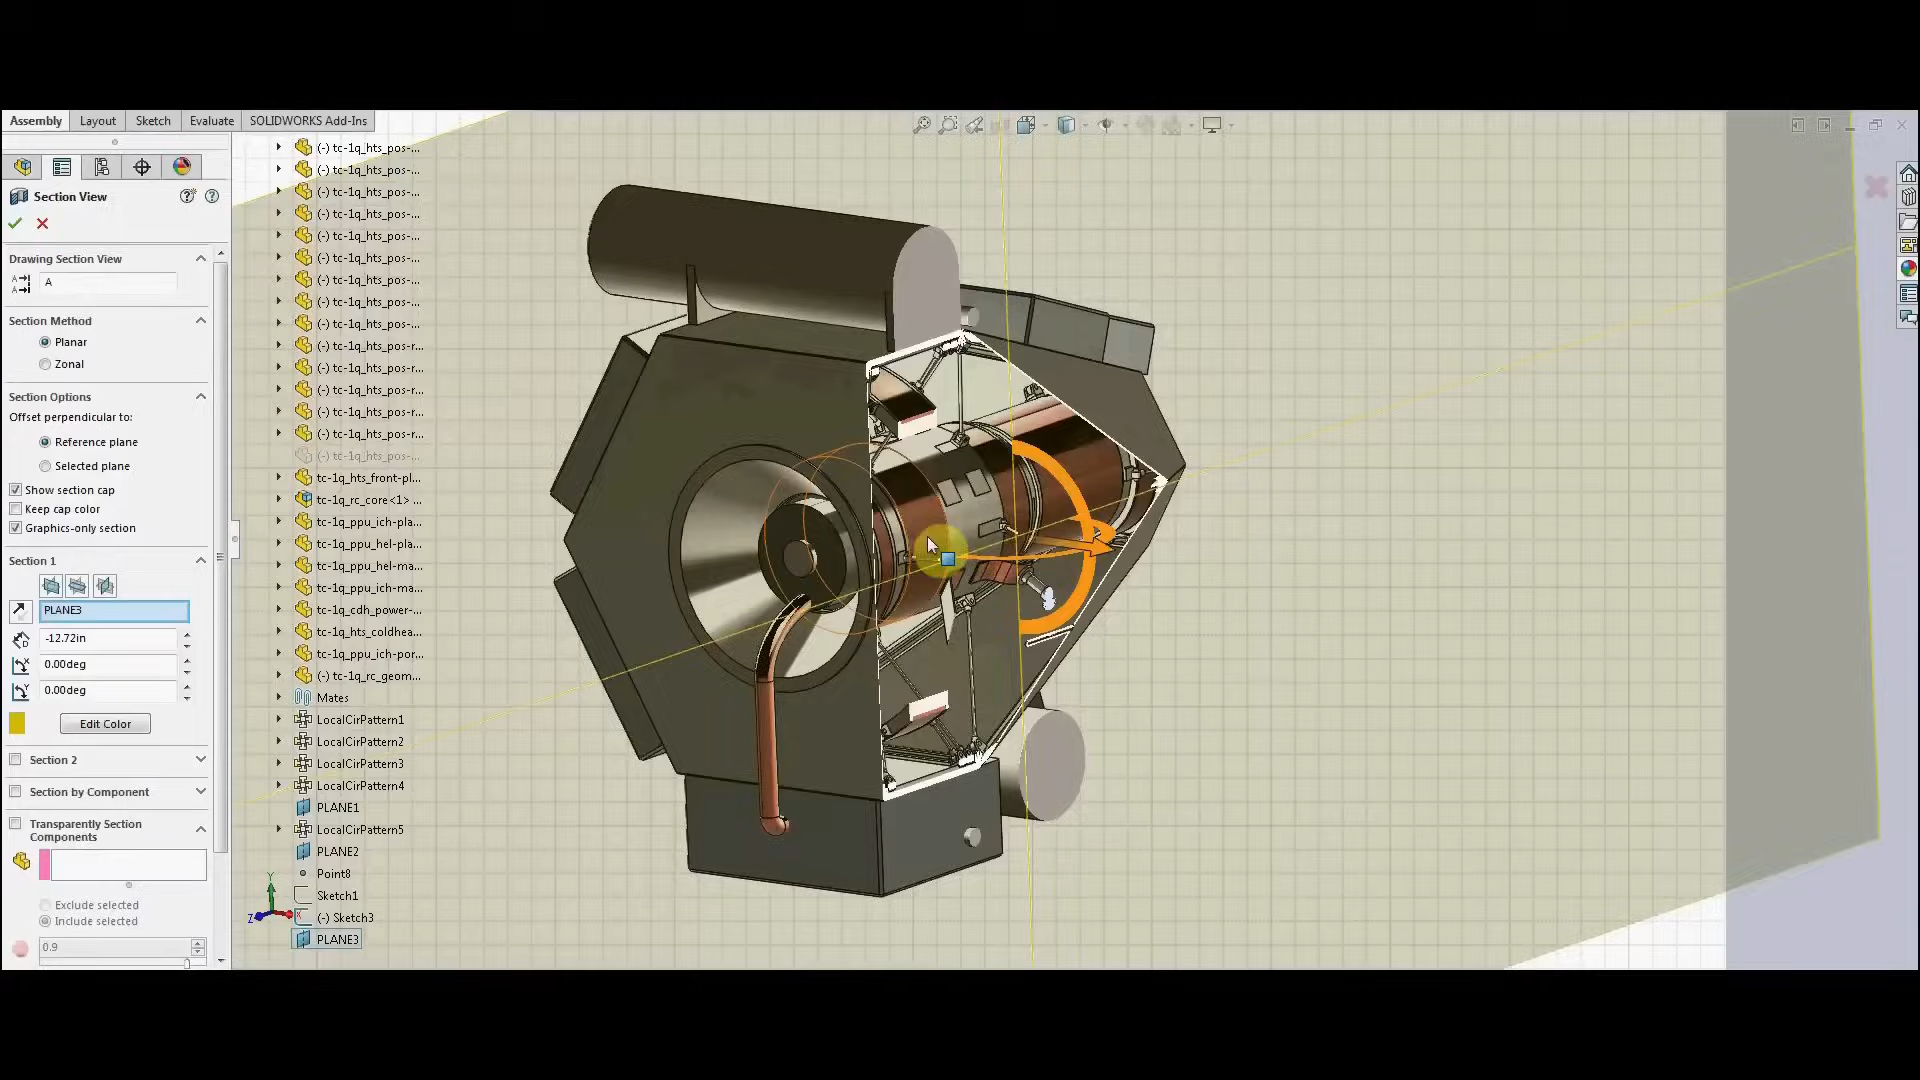 Assembly
Layout
Sketch
Evaluate
SOLIDWORKS Add-Ins
Section View
Drawing Section View
A
Section Method
Planar
Zonal
Section Options
Offset perpendicular to:
Reference plane
Selected plane
Show section cap
Keep cap color
Graphics-only section
Section 1
PLANE3
-12.72in
0.00deg
0.00deg
Edit Color
Section 2
Section by Component
Transparently Section
Components
Exclude selected
Include selected
0.9
(-) tc-1q_hts_pos-...
(-) tc-1q_hts_pos-...
(-) tc-1q_hts_pos-...
(-) tc-1q_hts_pos-...
(-) tc-1q_hts_pos-...
(-) tc-1q_hts_pos-...
(-) tc-1q_hts_pos-...
(-) tc-1q_hts_pos-...
(-) tc-1q_hts_pos-...
(-) tc-1q_hts_pos-r...
(-) tc-1q_hts_pos-r...
(-) tc-1q_hts_pos-r...
(-) tc-1q_hts_pos-r...
(-) tc-1q_hts_pos-r...
(-) tc-1q_hts_pos-r...
tc-1q_hts_front-pl...
tc-1q_rc_core<1> ...
tc-1q_ppu_ich-pla...
tc-1q_ppu_hel-pla...
tc-1q_ppu_hel-ma...
tc-1q_ppu_ich-ma...
tc-1q_cdh_power-...
tc-1q_hts_coldhea...
tc-1q_ppu_ich-por...
(-) tc-1q_rc_geom...
Mates
LocalCirPattern1
LocalCirPattern2
LocalCirPattern3
LocalCirPattern4
PLANE1
LocalCirPattern5
PLANE2
Point8
Sketch1
(-) Sketch3
PLANE3
Y
Z
X